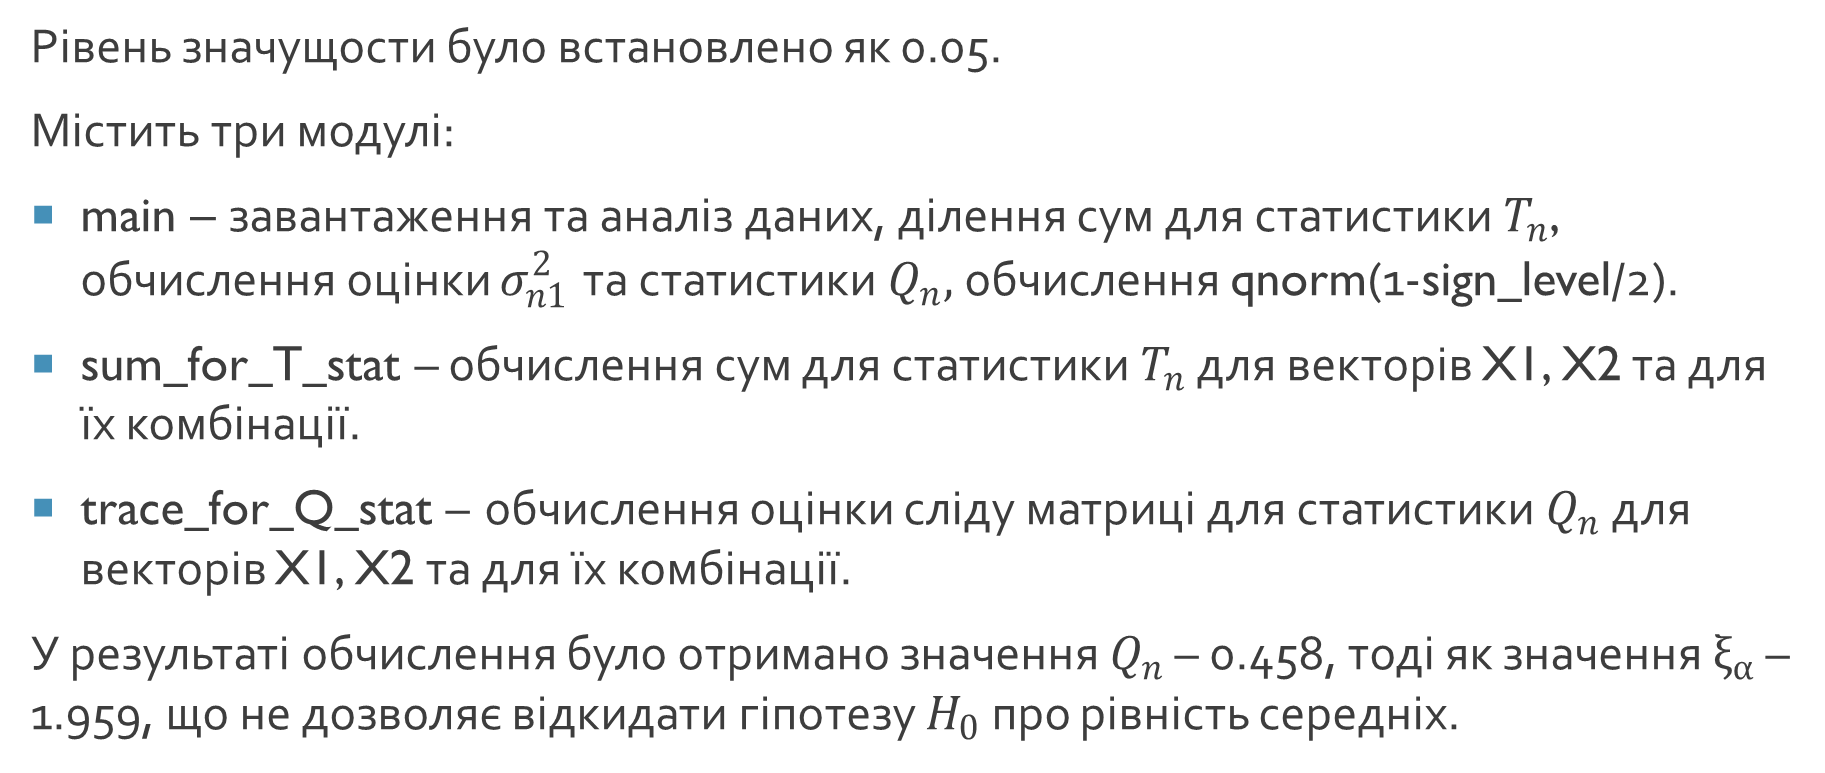 Рівень значущости було встановлено як 0.05.
Містить три модулі:
▪ main – завантаження та аналіз даних, ділення сум для статистики Tₙ,
обчислення оцінки σ²ₙ₁ та статистики Qₙ, обчислення qnorm(1-sign_level/2).
▪ sum_for_T_stat – обчислення сум для статистики Tₙ для векторів X1, X2 та для
їх комбінації.
▪ trace_for_Q_stat – обчислення оцінки сліду матриці для статистики Qₙ для
векторів X1, X2 та для їх комбінації.
У результаті обчислення було отримано значення Qₙ – 0.458, тоді як значення ξα –
1.959, що не дозволяє відкидати гіпотезу H₀ про рівність середніх.